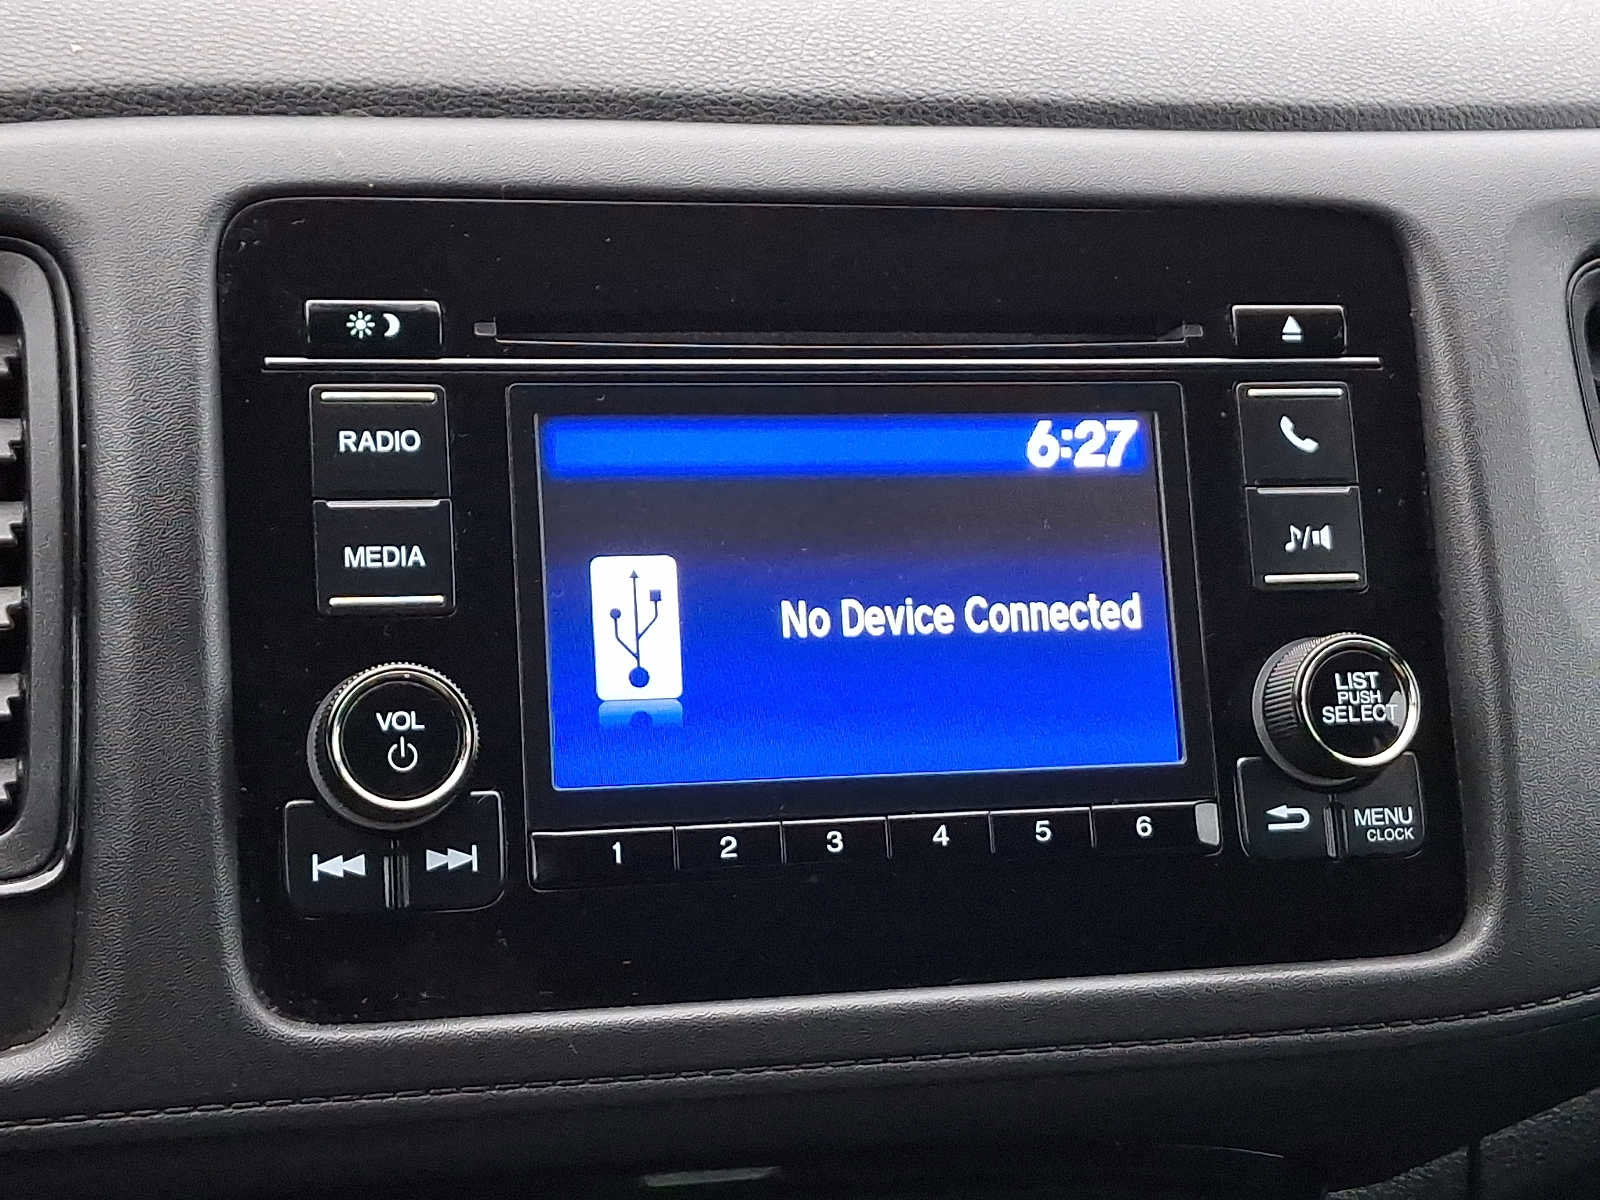 RADIO
6:27
MEDIA
No Device Connected
VOL
LIST
PUSH
SELECT
1 2 3 4 5 6
MENU
CLOCK